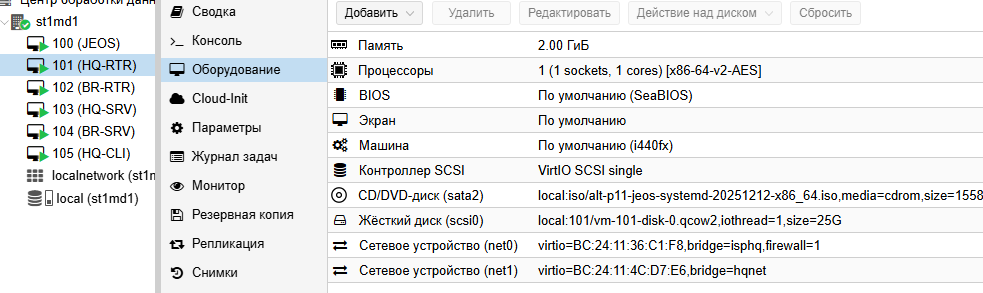 Центр обработки данн
st1md1
100 (JEOS)
101 (HQ-RTR)
102 (BR-RTR)
103 (HQ-SRV)
104 (BR-SRV)
105 (HQ-CLI)
localnetwork (st1m
local (st1md1)
Сводка
Консоль
Оборудование
Cloud-Init
Параметры
Журнал задач
Монитор
Резервная копия
Репликация
Снимки
Добавить Удалить Редактировать Действие над диском Сбросить
Память 2.00 ГиБ
Процессоры 1 (1 sockets, 1 cores) [x86-64-v2-AES]
BIOS По умолчанию (SeaBIOS)
Экран По умолчанию
Машина По умолчанию (i440fx)
Контроллер SCSI VirtIO SCSI single
CD/DVD-диск (sata2) local:iso/alt-p11-jeos-systemd-20251212-x86_64.iso,media=cdrom,size=1558
Жёсткий диск (scsi0) local:101/vm-101-disk-0.qcow2,iothread=1,size=25G
Сетевое устройство (net0) virtio=BC:24:11:36:C1:F8,bridge=isphq,firewall=1
Сетевое устройство (net1) virtio=BC:24:11:4C:D7:E6,bridge=hqnet